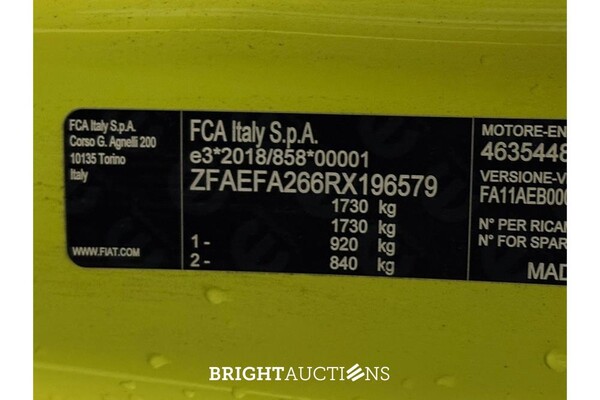 FCA Italy S.p.A.
Corso G. Agnelli 200
10135 Torino
Italy
WWW.FIAT.COM
FCA Italy S.p.A.
e3*2018/858*00001
ZFAEFA266RX196579
1730 kg
1730 kg
1- 920 kg
2- 840 kg
MOTORE-EN
4635448
VERSIONE-V
FA11AEB00
N° PER RICA
N° FOR SPAR
MAD
BRIGHTAUCTIONS